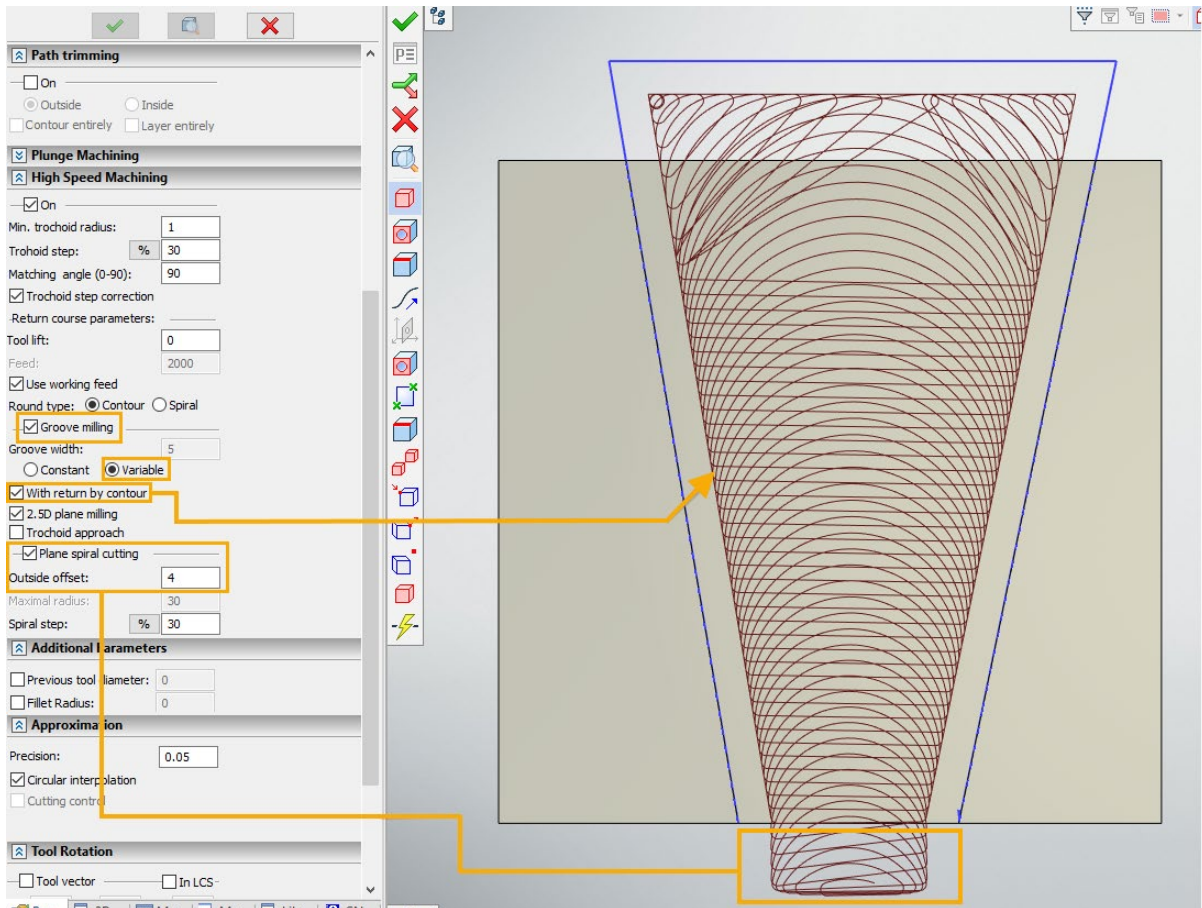 Path trimming
On
Outside Inside
Contour entirely Layer entirely
Plunge Machining
High Speed Machining
On
Min. trochoid radius: 1
Trohoid step: % 30
Matching angle (0-90): 90
Trochoid step correction
Return course parameters:
Tool lift: 0
Feed: 2000
Use working feed
Round type: Contour Spiral
Groove milling
Groove width: 5
Constant Variable
With return by contour
2.5D plane milling
Trochoid approach
Plane spiral cutting
Outside offset: 4
Maximal radius: 30
Spiral step: % 30
Additional Parameters
Previous tool diameter: 0
Fillet Radius: 0
Approximation
Precision: 0.05
Circular interpolation
Cutting control
Tool Rotation
Tool vector In LCS